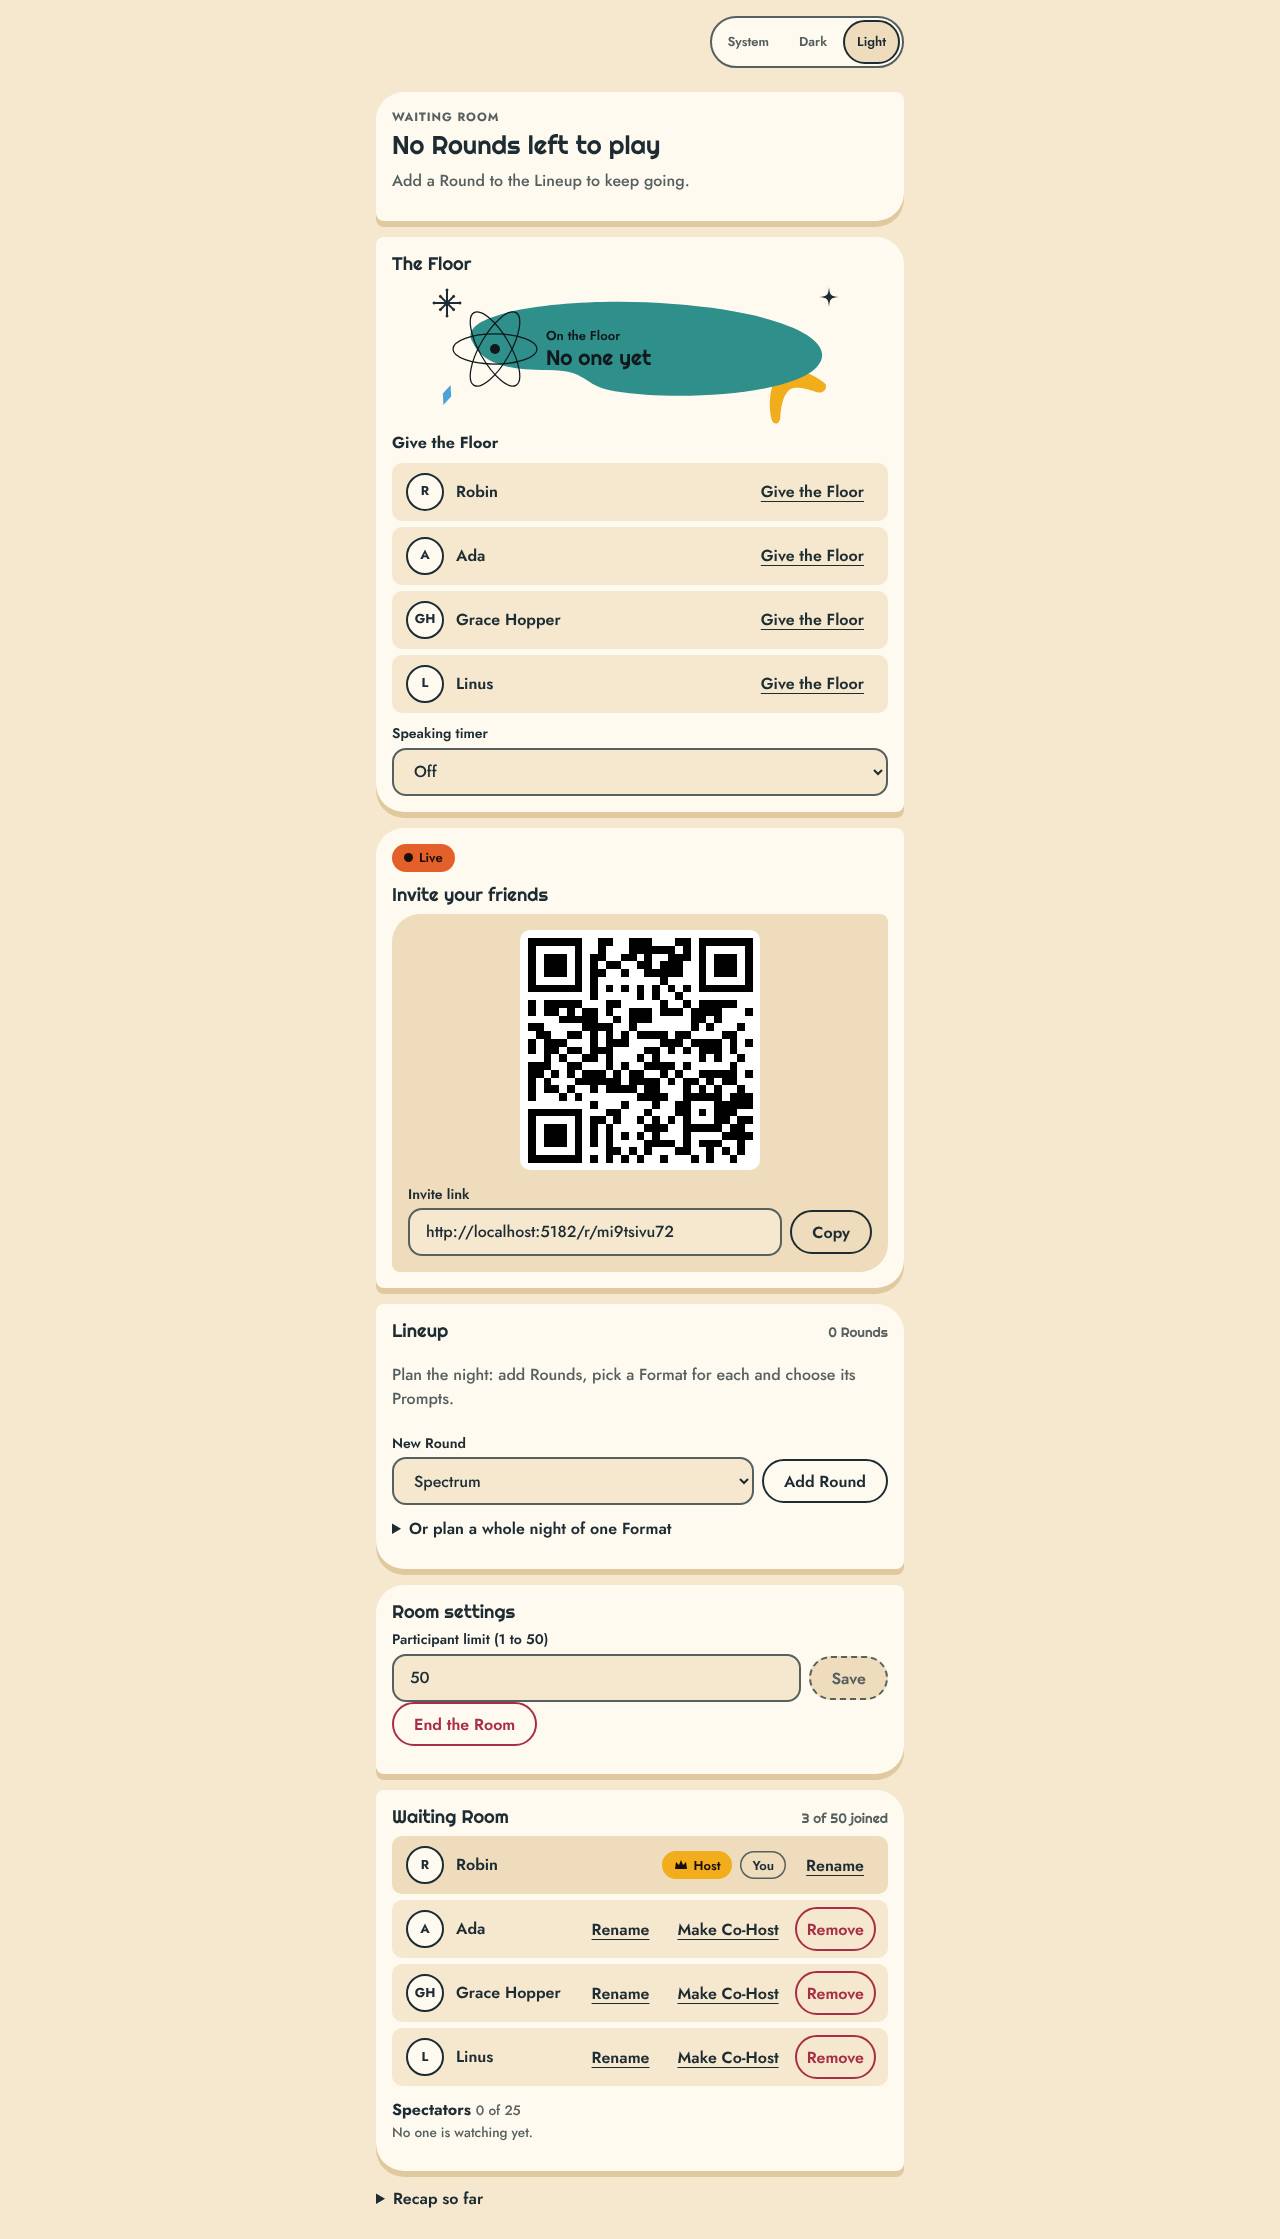 System Dark Light
WAITING ROOM
No Rounds left to play
Add a Round to the Lineup to keep going.
The Floor
On the Floor
No one yet
Give the Floor
R Robin Give the Floor
A Ada Give the Floor
GH Grace Hopper Give the Floor
L Linus Give the Floor
Speaking timer
Off
Live
Invite your friends
Invite link
http://localhost:5182/r/mi9tsivu72 Copy
Lineup 0 Rounds
Plan the night: add Rounds, pick a Format for each and choose its
Prompts.
New Round
Spectrum Add Round
Or plan a whole night of one Format
Room settings
Participant limit (1 to 50)
50 Save
End the Room
Waiting Room 3 of 50 joined
R Robin Host You Rename
A Ada Rename Make Co-Host Remove
GH Grace Hopper Rename Make Co-Host Remove
L Linus Rename Make Co-Host Remove
Spectators 0 of 25
No one is watching yet.
Recap so far